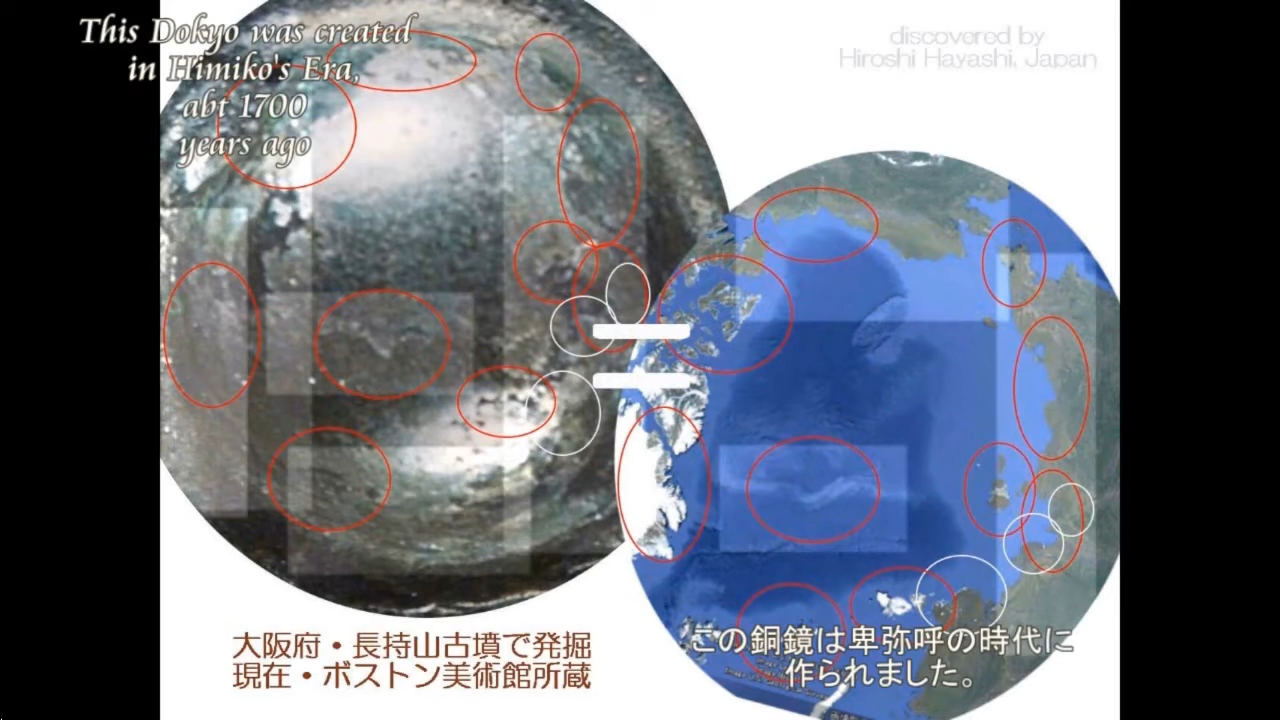 This Dokyo was created
in Himiko's Era,
abt 1700
years ago
discovered by
Hiroshi Hayashi, Japan
大阪府・長持山古墳で発掘
現在・ボストン美術館所蔵
この銅鏡は卑弥呼の時代に
作られました。